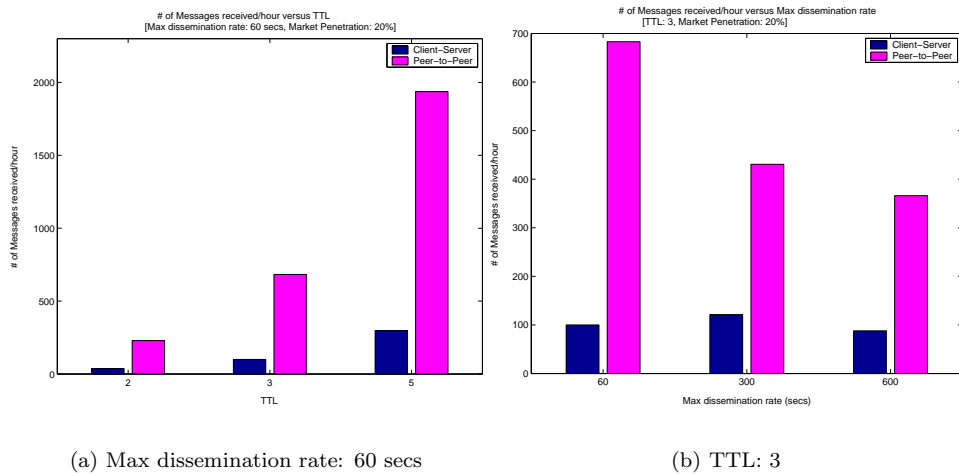 # of Messages received/hour versus TTL
[Max dissemination rate: 60 secs, Market Penetration: 20%]
Client-Server
Peer-to-Peer
2000
1500
1000
500
0
# of Messages received/hour
2 3 5
TTL
(a) Max dissemination rate: 60 secs
# of Messages received/hour versus Max dissemination rate
[TTL: 3, Market Penetration: 20%]
Client-Server
Peer-to-Peer
700
600
500
400
300
200
100
0
# of Messages received/hour
60 300 600
Max dissemination rate (secs)
(b) TTL: 3